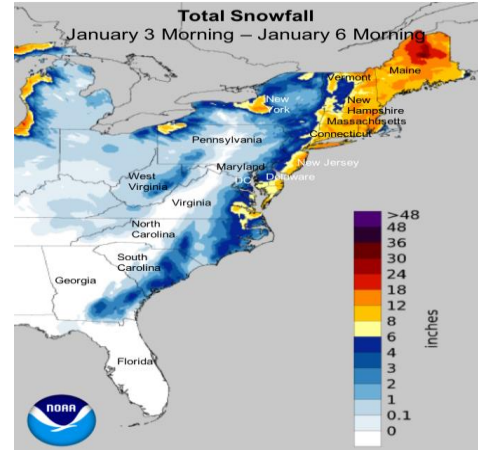 Total Snowfall
January 3 Morning – January 6 Morning
Maine
Vermont
New
Hampshire
New
York
Massachusetts
Connecticut
Pennsylvania
New Jersey
Maryland
Delaware
DC
West
Virginia
Virginia
North
Carolina
South
Carolina
Georgia
Florida
>48
48
36
30
24
18
12
8
6
4
3
2
1
0.1
0
inches
NOAA